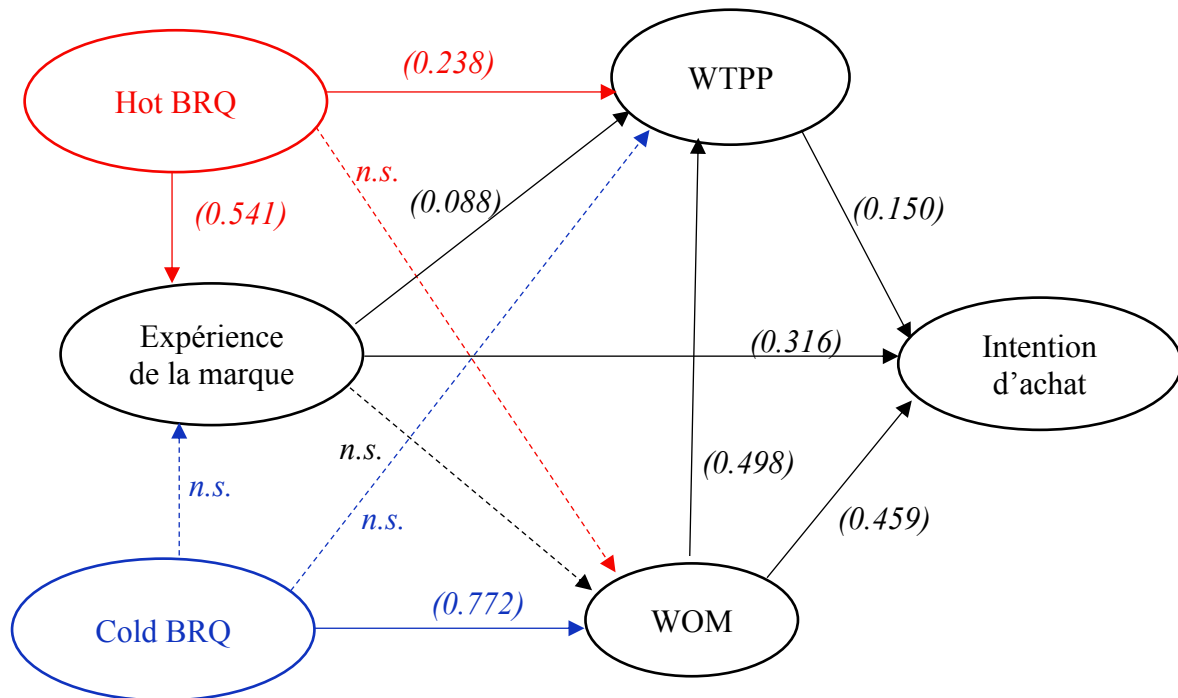 WTPP
(0.238)
Hot BRQ
n.s.
(0.541)
(0.088)
(0.150)
Expérience
de la marque
(0.316)
Intention
d’achat
n.s.
(0.498)
n.s.
n.s.
(0.459)
(0.772)
WOM
Cold BRQ